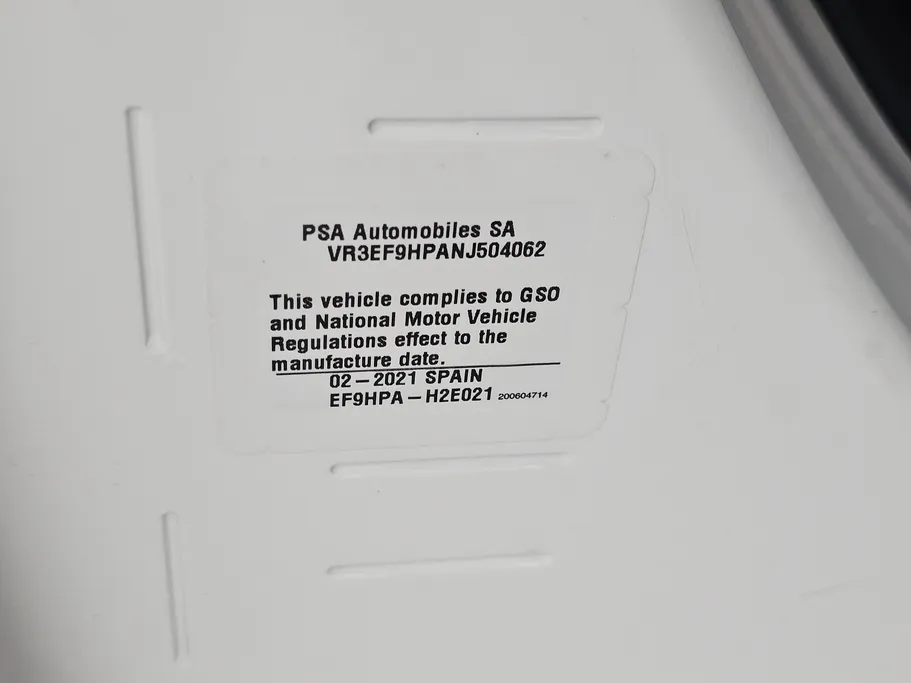 PSA Automobiles SA
VR3EF9HPANJ504062
This vehicle complies to GSO
and National Motor Vehicle
Regulations effect to the
manufacture date.
02-2021 SPAIN
EF9HPA-H2E021 200604714